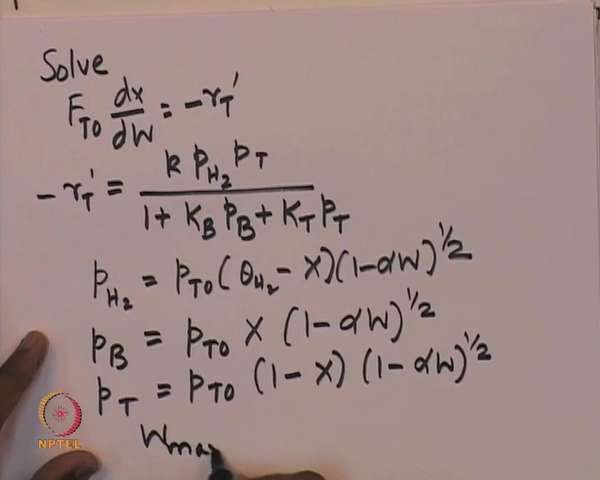 Solve
F_T0 dx/dW = -r_T'
-r_T' = k p_H2 p_T / 1 + K_B p_B + K_T p_T
p_H2 = p_T0 (θ_H2 - X)(1-αW)^1/2
p_B = p_T0 X (1-αW)^1/2
p_T = p_T0 (1-X) (1-αW)^1/2
Wma
NPTEL